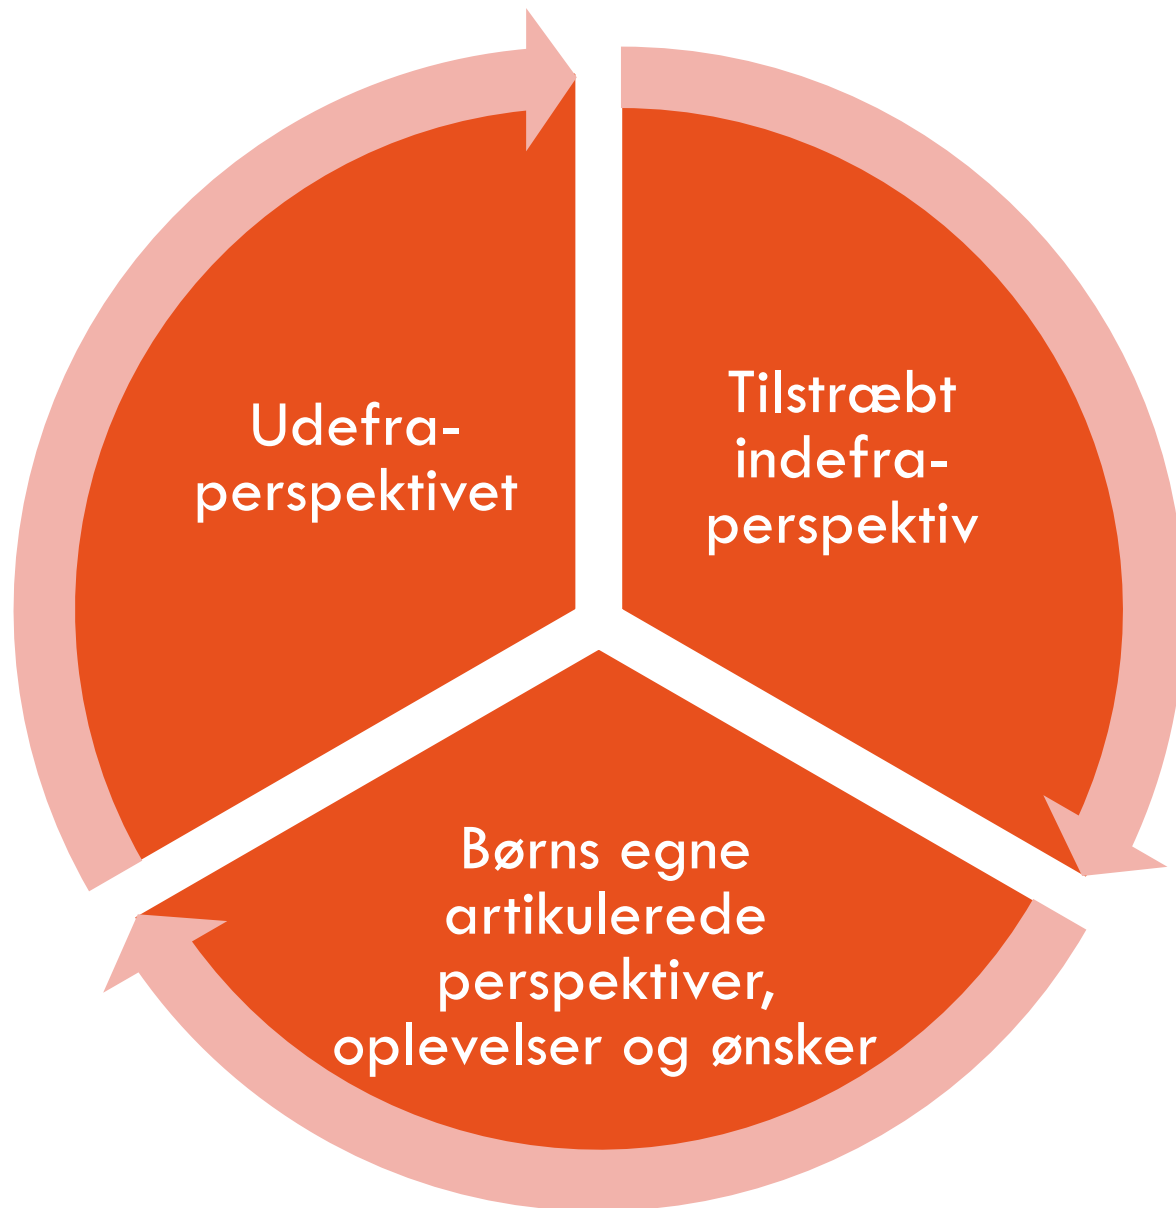 Udefra-
perspektivet
Tilstræbt
indefra-
perspektiv
Børns egne
artikulerede
perspektiver,
oplevelser og ønsker